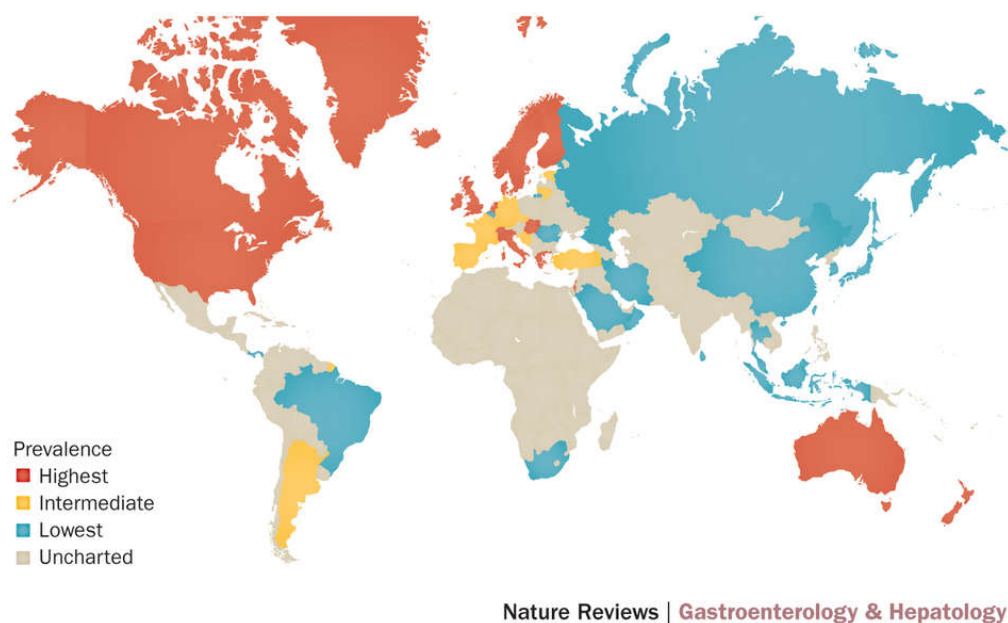 Prevalence
Highest
Intermediate
Lowest
Uncharted
Nature Reviews | Gastroenterology & Hepatology